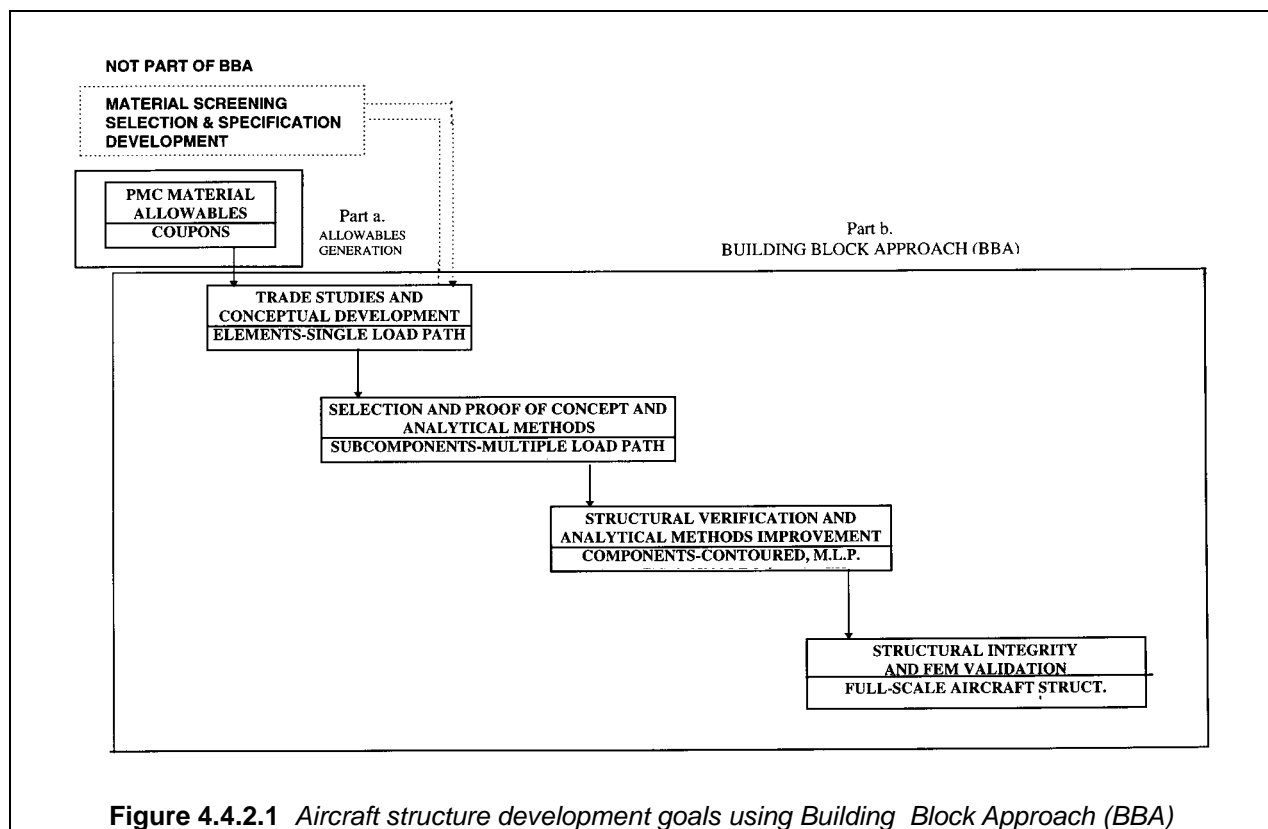 NOT PART OF BBA
MATERIAL SCREENING
SELECTION & SPECIFICATION
DEVELOPMENT
PMC MATERIAL
ALLOWABLES
COUPONS
Part a.
ALLOWABLES
GENERATION
Part b.
BUILDING BLOCK APPROACH (BBA)
TRADE STUDIES AND
CONCEPTUAL DEVELOPMENT
ELEMENTS-SINGLE LOAD PATH
SELECTION AND PROOF OF CONCEPT AND
ANALYTICAL METHODS
SUBCOMPONENTS-MULTIPLE LOAD PATH
STRUCTURAL VERIFICATION AND
ANALYTICAL METHODS IMPROVEMENT
COMPONENTS-CONTOURED, M.L.P.
STRUCTURAL INTEGRITY
AND FEM VALIDATION
FULL-SCALE AIRCRAFT STRUCT.
Figure 4.4.2.1 Aircraft structure development goals using Building Block Approach (BBA)